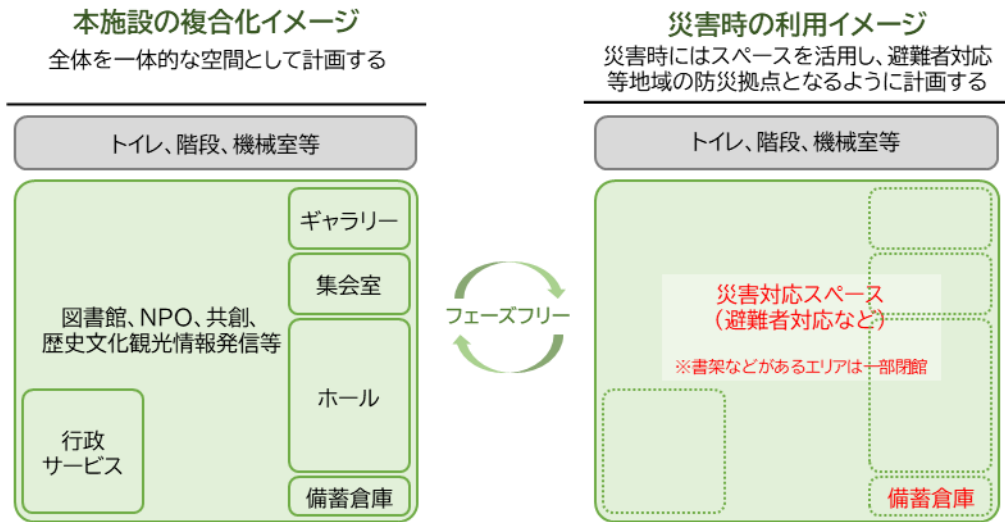 本施設の複合化イメージ
全体を一体的な空間として計画する
トイレ、階段、機械室等
ギャラリー
集会室
図書館、NPO、共創、
歴史文化観光情報発信等
ホール
行政
サービス
備蓄倉庫
フェーズフリー
災害時の利用イメージ
災害時にはスペースを活用し、避難者対応
等地域の防災拠点となるように計画する
トイレ、階段、機械室等
災害対応スペース
（避難者対応など）
※書架などがあるエリアは一部閉館
備蓄倉庫